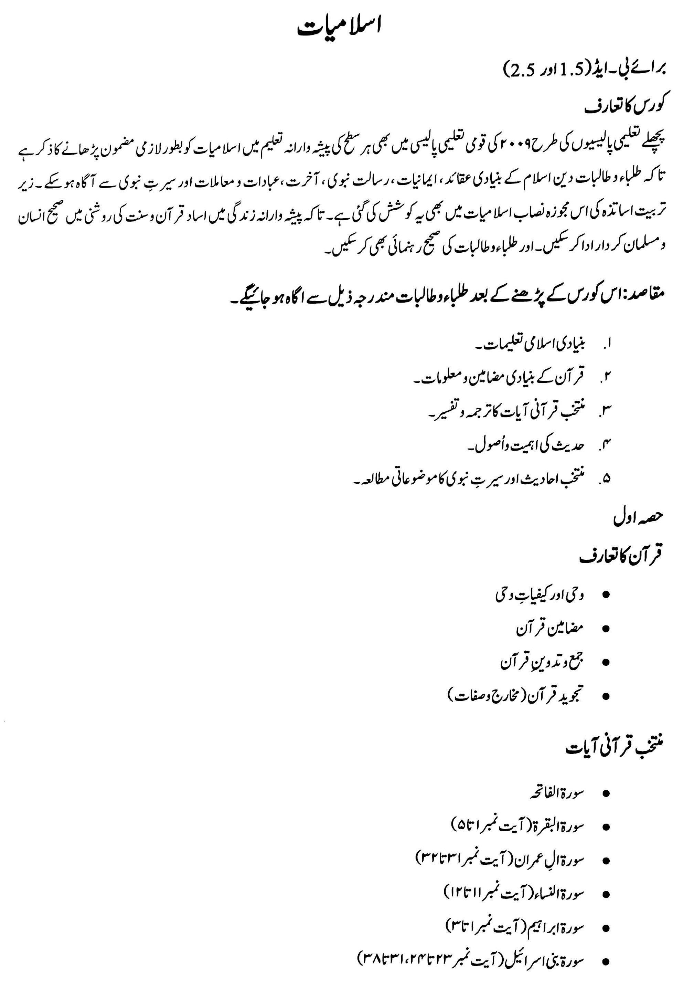 اسلامیات
برائے بی۔ایڈ(1.5 اور 2.5)
کورس کا تعارف
پچھلے تعلیمی پالیسیوں کی طرح ۲۰۰۹ کی قومی تعلیمی پالیسی میں بھی ہر سطح کی پیشہ وارانہ تعلیم میں اسلامیات کو بطور لازمی مضمون پڑھانے کا ذکر ہے
تاکہ طلباء و طالبات دین اسلام کے بنیادی عقائد، ایمانیات، رسالت نبوی، آخرت، عبادات و معاملات اور سیرتِ نبوی سے آگاہ ہو سکے۔ زیر
تربیت اساتذہ کی اس مجوزہ نصاب اسلامیات میں بھی یہ کوشش کی گئی ہے۔ تاکہ پیشہ وارانہ زندگی میں اساد قرآن و سنت کی روشنی میں صحیح انسان
و مسلمان کردار ادا کر سکیں۔ اور طلباء و طالبات کی صحیح رہنمائی بھی کر سکیں۔
مقاصد: اس کورس کے پڑھنے کے بعد طلباء و طالبات مندرجہ ذیل سے اگاہ ہو جائیگے۔
۱. بنیادی اسلامی تعلیمات۔
۲. قرآن کے بنیادی مضامین و معلومات۔
۳. منتخب قرآنی آیات کا ترجمہ و تفسیر۔
۴. حدیث کی اہمیت و اُصول۔
۵. منتخب احادیث اور سیرتِ نبوی کا موضوعاتی مطالعہ۔
حصہ اول
قرآن کا تعارف
• وحی اور کیفیاتِ وحی
• مضامین قرآن
• جمع و تدوینِ قرآن
• تجوید قرآن (مخارج و صفات)
منتخب قرآنی آیات
• سورۃ الفاتحہ
• سورۃ البقرۃ (آیت نمبر ۱ تا ۵)
• سورۃ الِ عمران (آیت نمبر ۳۱ تا ۳۲)
• سورۃ النساء (آیت نمبر ۱۱ تا ۱۲)
• سورۃ ابراہیم (آیت نمبر ۱ تا ۳)
• سورۃ بنی اسرائیل (آیت نمبر ۲۳ تا ۲۴، ۳۱ تا ۳۸)